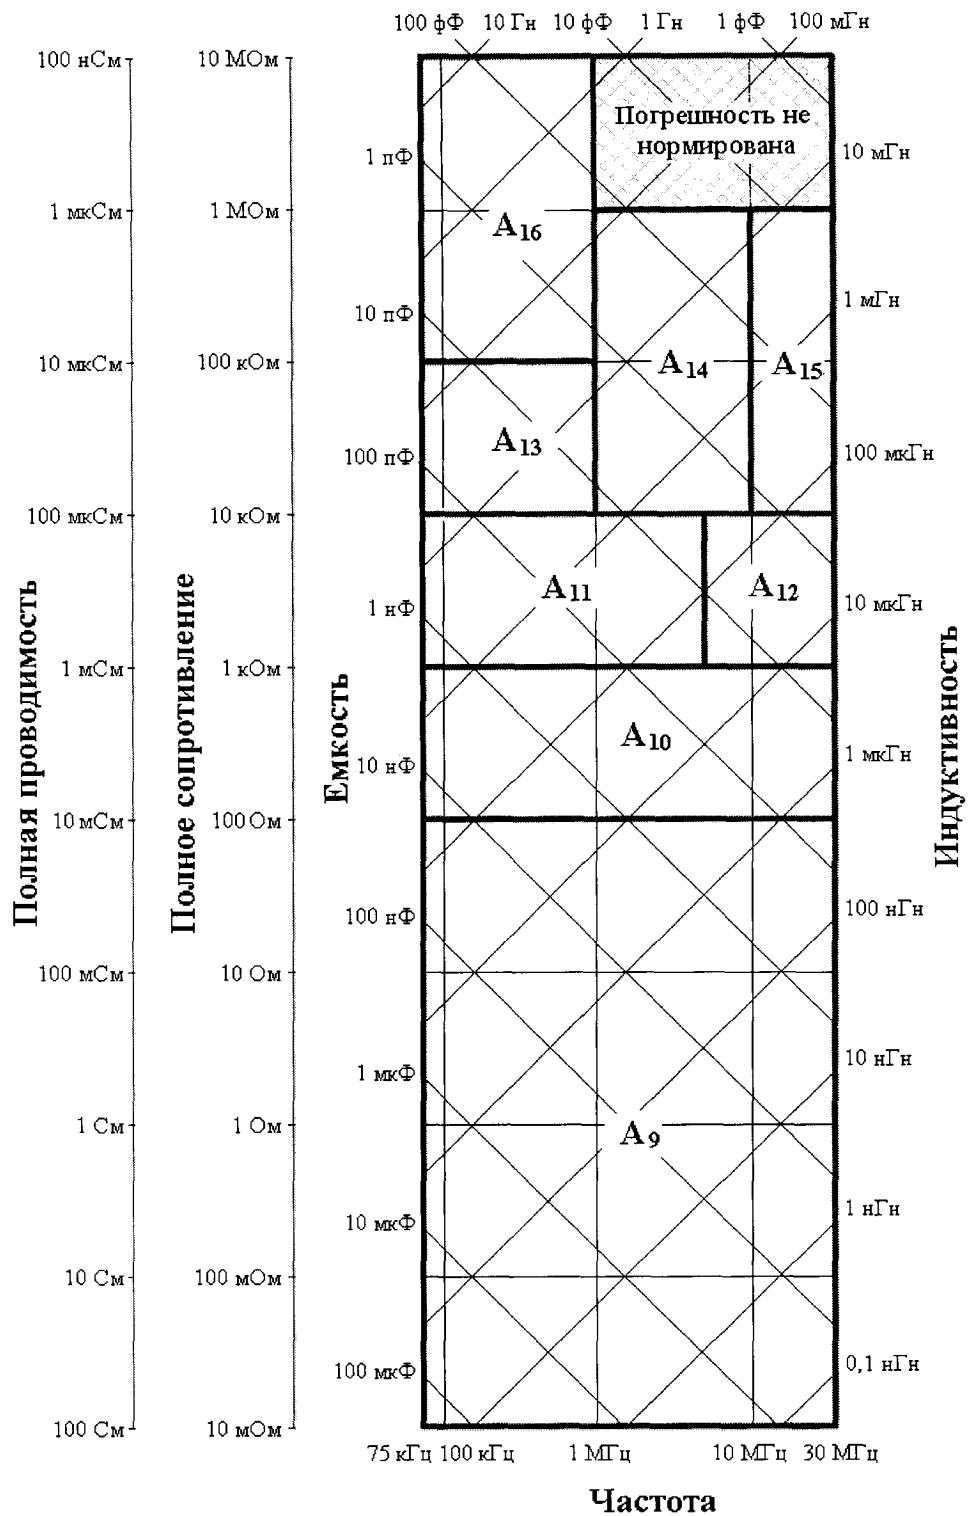 100 фФ 10 Гн 10 фФ 1 Гн 1 фФ 100 мГн
100 нСм 10 МОм
Погрешность не
нормирована
1 пФ 10 мГн
1 мкСм 1 МОм
A16
10 пФ 1 мГн
10 мкСм 100 кОм
A14 A15
A13
100 пФ 100 мкГн
100 мкСм 10 кОм
A11 A12
1 нФ 10 мкГн
1 мСм 1 кОм
A10
10 нФ 1 мкГн
10 мСм 100 Ом
Полная проводимость
Полное сопротивление
Емкость
Индуктивность
100 нФ 100 нГн
100 мСм 10 Ом
1 мкФ 10 нГн
1 См 1 Ом
A9
10 мкФ 1 нГн
10 См 100 мОм
100 мкФ 0,1 нГн
100 См 10 мОм
75 кГц 100 кГц 1 МГц 10 МГц 30 МГц
Частота